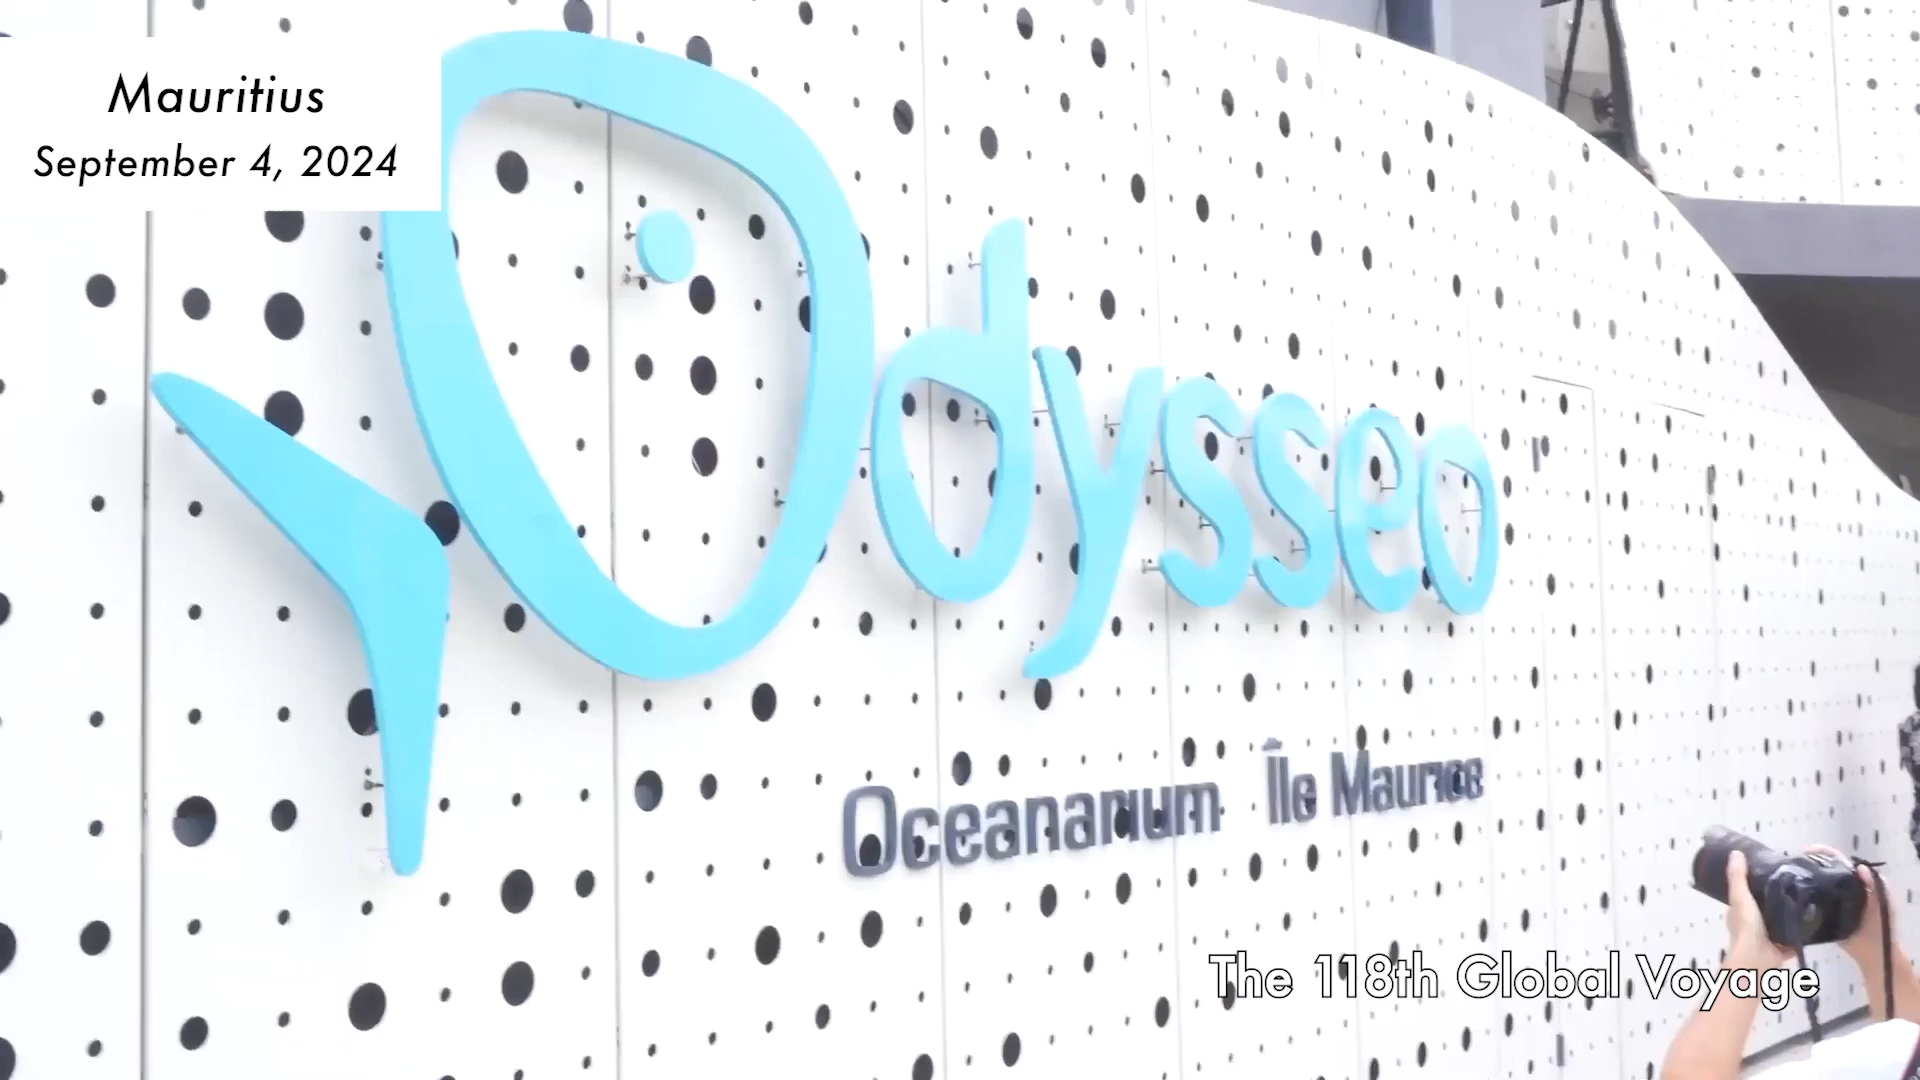 Mauritius
September 4, 2024
Odysseo
Oceanarium Île Maurice
The 118th Global Voyage